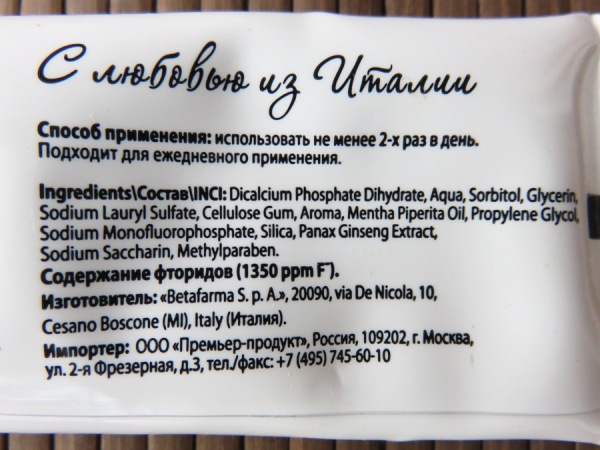 С любовью из Италии
Способ применения: использовать не менее 2-х раз в день.
Подходит для ежедневного применения.
Ingredients\Состав\INCI: Dicalcium Phosphate Dihydrate, Aqua, Sorbitol, Glycerin,
Sodium Lauryl Sulfate, Cellulose Gum, Aroma, Mentha Piperita Oil, Propylene Glycol,
Sodium Monofluorophosphate, Silica, Panax Ginseng Extract,
Sodium Saccharin, Methylparaben.
Содержание фторидов (1350 ppm F⁻).
Изготовитель: «Betafarma S. p. A.», 20090, via De Nicola, 10,
Cesano Boscone (MI), Italy (Италия).
Импортер: ООО «Премьер-продукт», Россия, 109202, г. Москва,
ул. 2-я Фрезерная, д.3, тел./факс: +7 (495) 745-60-10